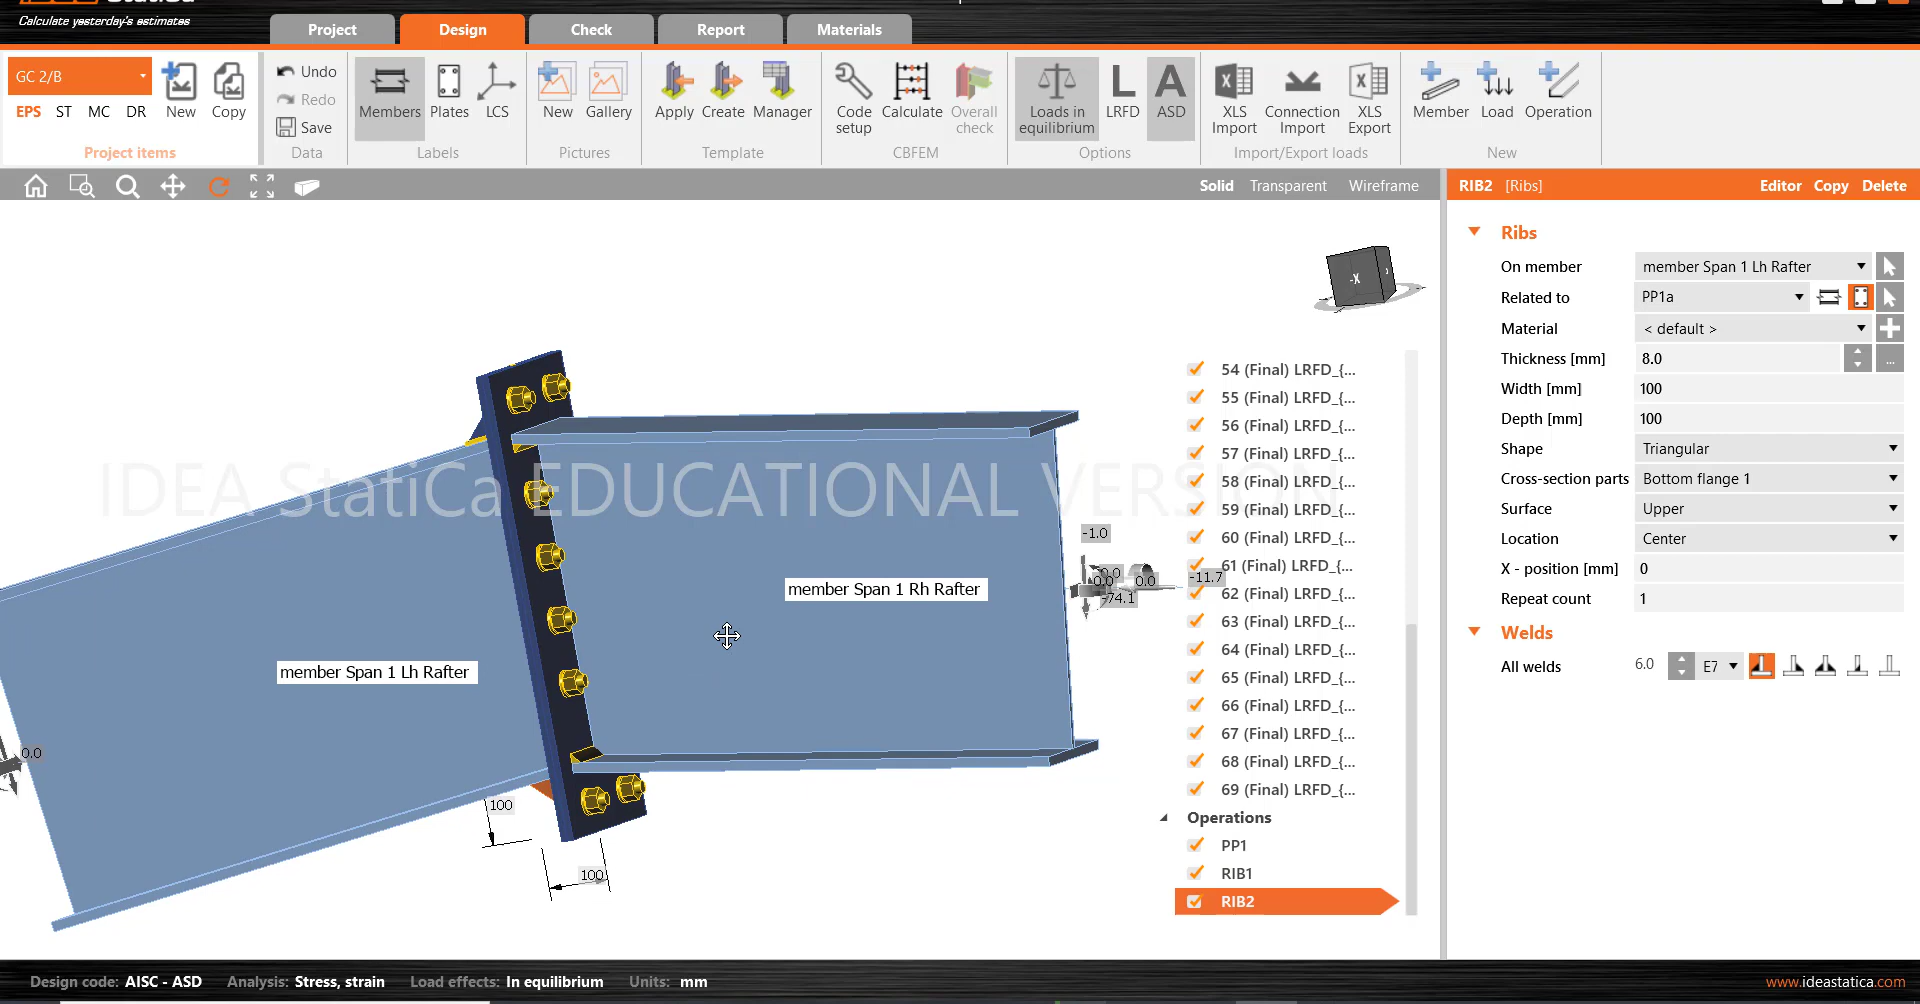 Calculate yesterday's estimates
Project
Design
Check
Report
Materials
GC 2/B
EPS ST MC DR
New
Copy
Project items
Undo
Redo
Save
Data
Members
Plates
LCS
Labels
New
Gallery
Pictures
Apply
Create
Manager
Template
Code setup
Calculate
Overall check
CBFEM
Loads in equilibrium
LRFD
ASD
Options
XLS Import
Connection Import
XLS Export
Import/Export loads
Member
Load
Operation
New
Solid Transparent Wireframe
RIB2 [Ribs] Editor Copy Delete
Ribs
On member member Span 1 Lh Rafter
Related to PP1a
Material < default >
Thickness [mm] 8.0 ...
Width [mm] 100
Depth [mm] 100
Shape Triangular
Cross-section parts Bottom flange 1
Surface Upper
Location Center
X - position [mm] 0
Repeat count 1
Welds
All welds 6.0 E7
-X
IDEA StatiCa EDUCATIONAL VERSION
member Span 1 Rh Rafter
member Span 1 Lh Rafter
-1.0
0.0
0.0
0.0
-74.1
-11.7
0.0
100
100
54 (Final) LRFD_{...
55 (Final) LRFD_{...
56 (Final) LRFD_{...
57 (Final) LRFD_{...
58 (Final) LRFD_{...
59 (Final) LRFD_{...
60 (Final) LRFD_{...
61 (Final) LRFD_{...
62 (Final) LRFD_{...
63 (Final) LRFD_{...
64 (Final) LRFD_{...
65 (Final) LRFD_{...
66 (Final) LRFD_{...
67 (Final) LRFD_{...
68 (Final) LRFD_{...
69 (Final) LRFD_{...
Operations
PP1
RIB1
RIB2
Design code: AISC - ASD Analysis: Stress, strain Load effects: In equilibrium Units: mm
www.ideastatica.com